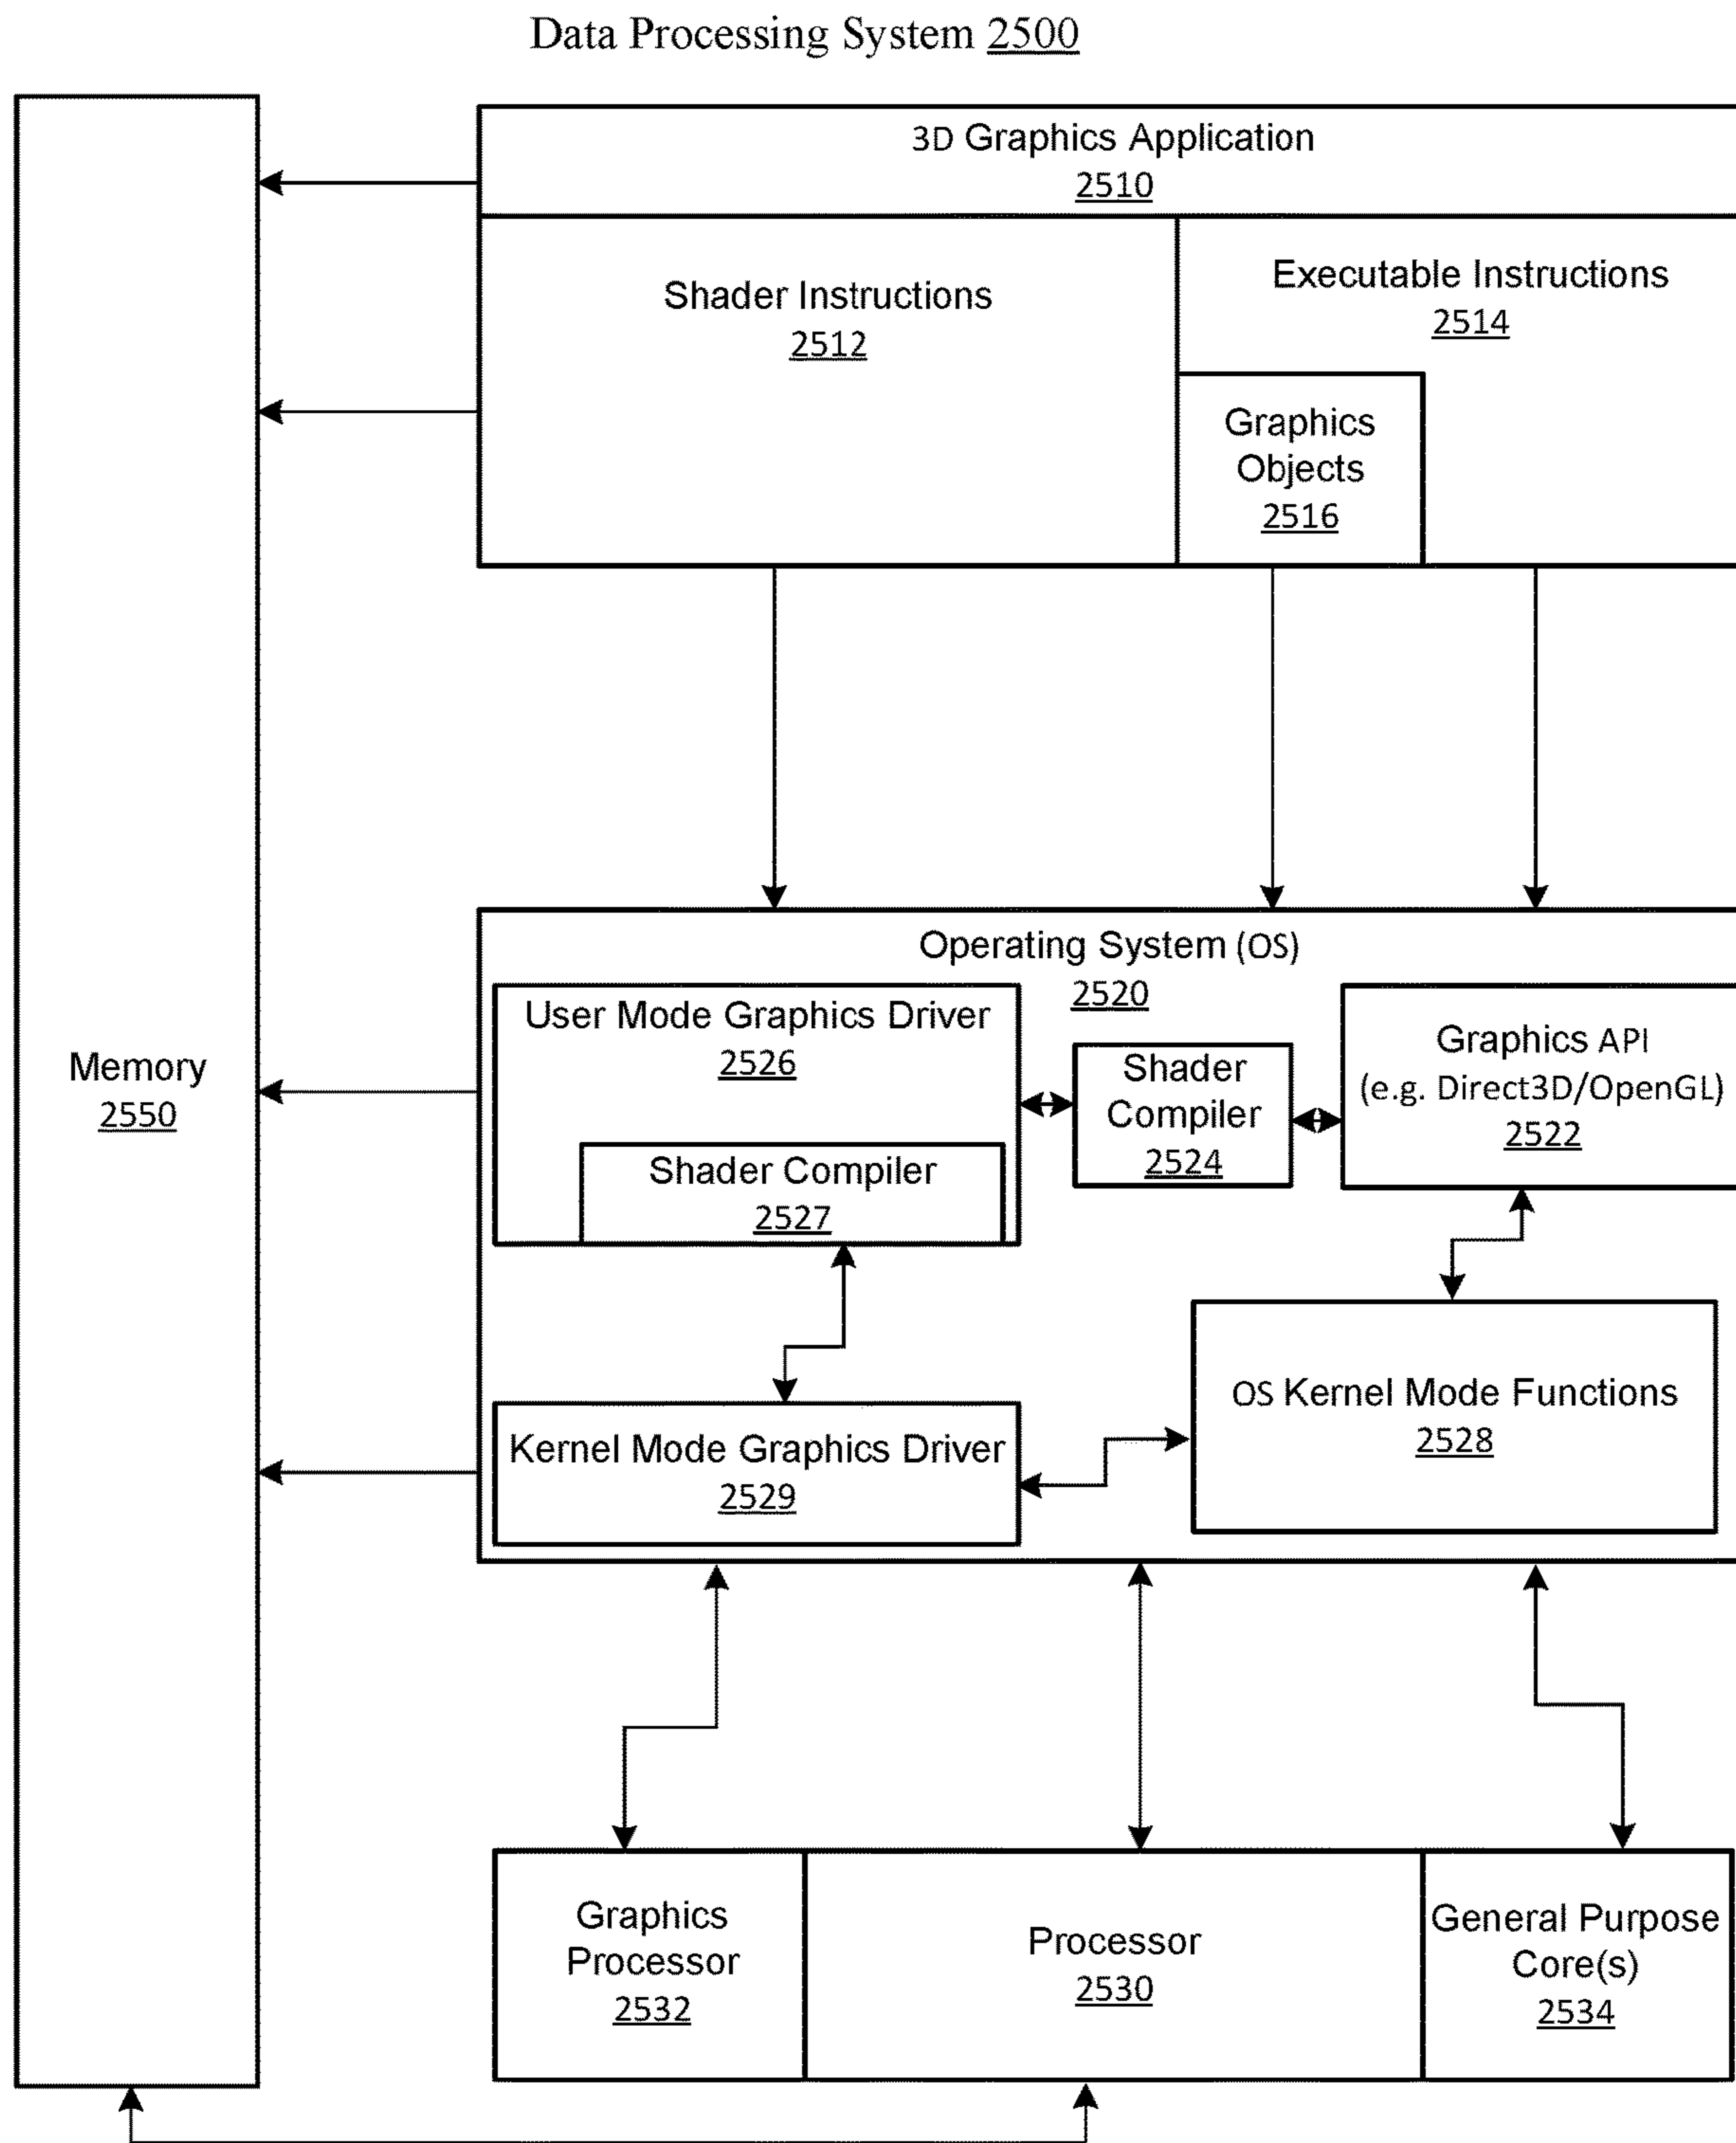 Data Processing System 2500
3D Graphics Application
2510
Shader Instructions
2512
Executable Instructions
2514
Graphics
Objects
2516
Memory
2550
Operating System (OS)
2520
User Mode Graphics Driver
2526
Shader Compiler
2527
Shader
Compiler
2524
Graphics API
(e.g. Direct3D/OpenGL)
2522
Kernel Mode Graphics Driver
2529
OS Kernel Mode Functions
2528
Graphics
Processor
2532
Processor
2530
General Purpose
Core(s)
2534